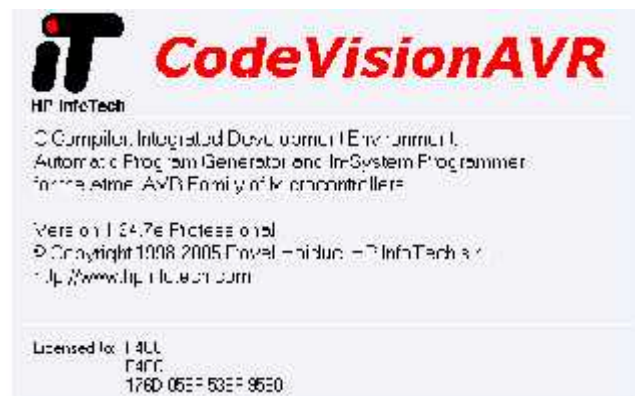 iT
CodeVisionAVR
HP InfoTech
C Compiler, Integrated Development Environment,
Automatic Program Generator and In-System Programmer
for the Atmel AVR Family of Microcontrollers
Version 1.24.7e Professional
© Copyright 1998-2005 Pavel Haiduc, HP InfoTech s.r.l.
http://www.hpinfotech.com
Licensed to:
176D